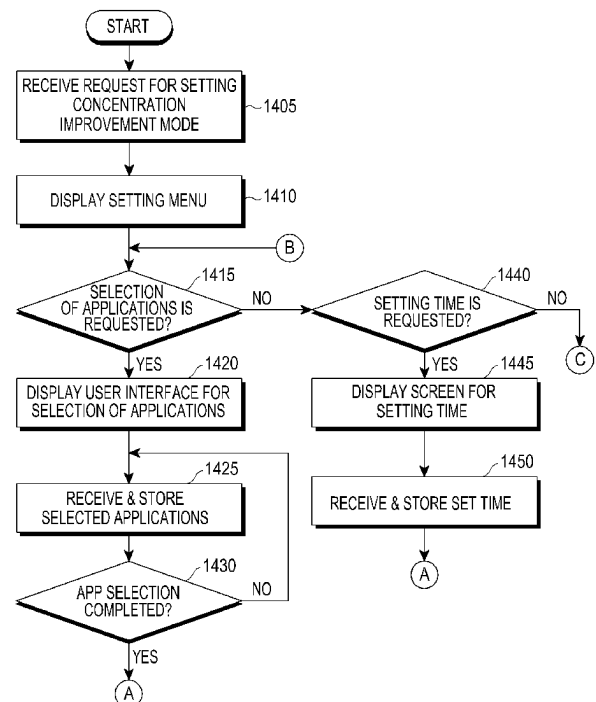 START
RECEIVE REQUEST FOR SETTING
CONCENTRATION
IMPROVEMENT MODE
1405
DISPLAY SETTING MENU
1410
B
1415
SELECTION
OF APPLICATIONS IS
REQUESTED?
NO
YES
1440
SETTING TIME IS
REQUESTED?
NO
YES
C
1420
DISPLAY USER INTERFACE FOR
SELECTION OF APPLICATIONS
1445
DISPLAY SCREEN FOR
SETTING TIME
1425
RECEIVE & STORE
SELECTED APPLICATIONS
1450
RECEIVE & STORE SET TIME
A
1430
APP SELECTION
COMPLETED?
NO
YES
A